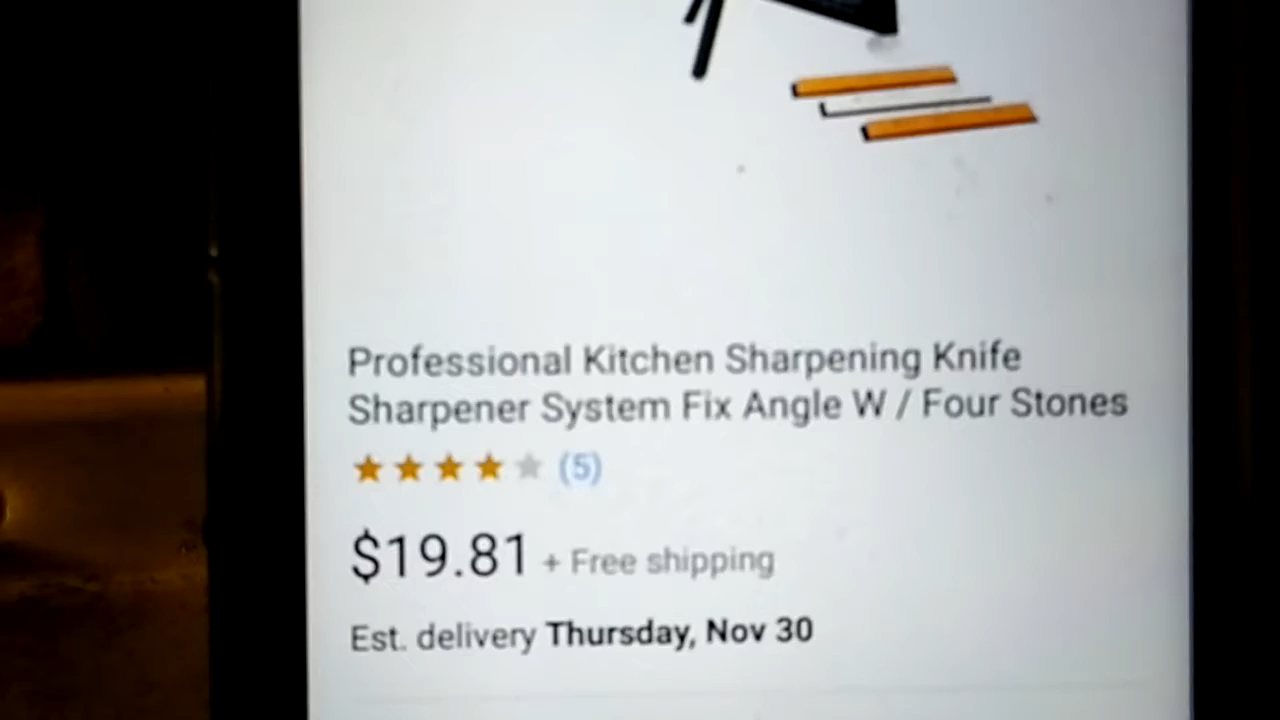 Professional Kitchen Sharpening Knife
Sharpener System Fix Angle W / Four Stones
(5)
$19.81 + Free shipping
Est. delivery Thursday, Nov 30